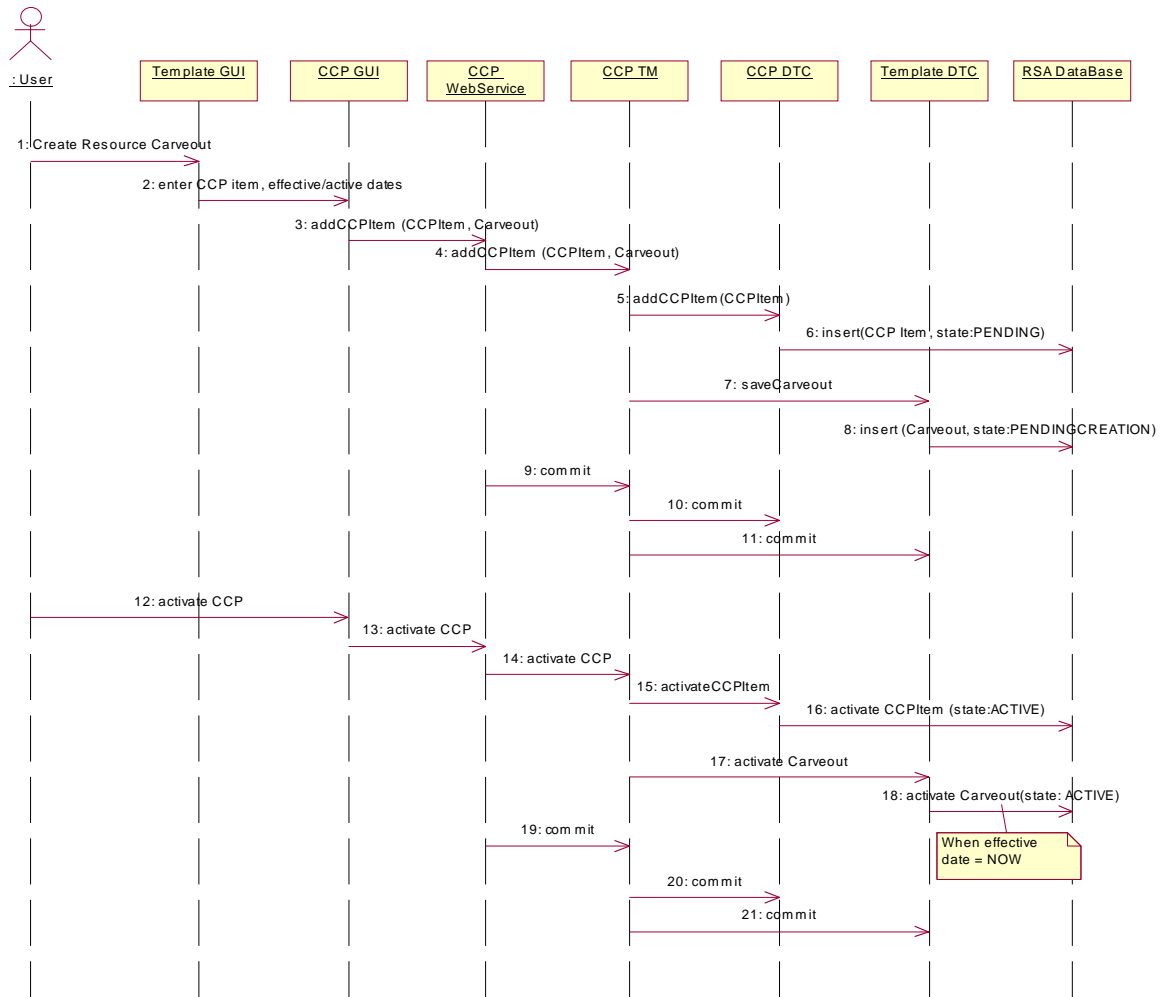 : User
Template GUI
CCP GUI
CCP
WebService
CCP TM
CCP DTC
Template DTC
RSA DataBase
1: Create Resource Carveout
2: enter CCP item, effective/active dates
3: addCCPItem (CCPItem, Carveout)
4: addCCPItem (CCPItem, Carveout)
5: addCCPItem(CCPItem)
6: insert(CCP Item, state:PENDING)
7: saveCarveout
8: insert (Carveout, state:PENDINGCREATION)
9: commit
10: commit
11: commit
12: activate CCP
13: activate CCP
14: activate CCP
15: activateCCPItem
16: activate CCPItem (state:ACTIVE)
17: activate Carveout
18: activate Carveout(state: ACTIVE)
19: commit
When effective
date = NOW
20: commit
21: commit